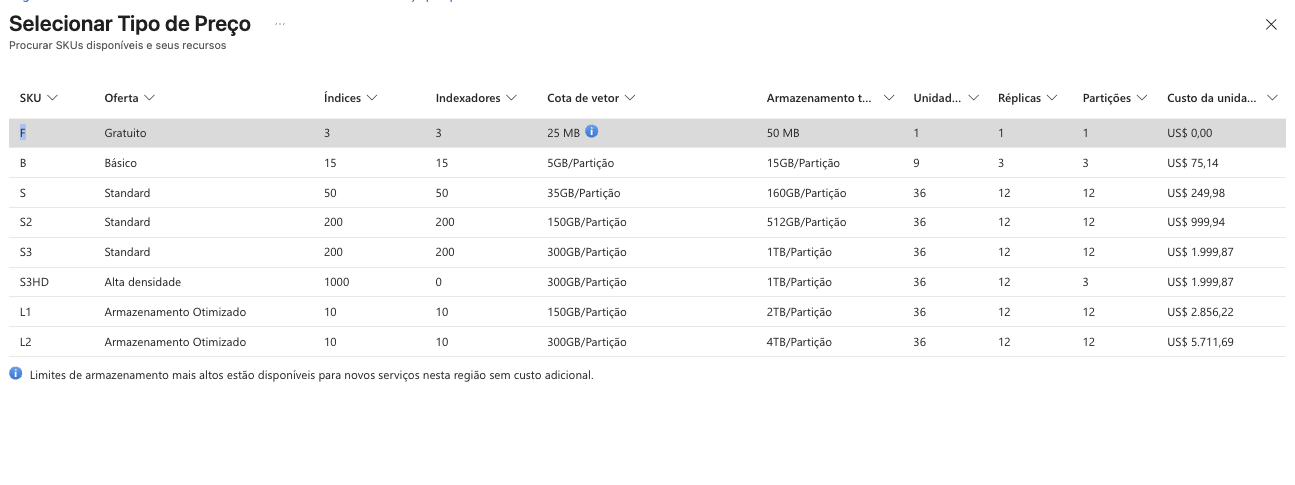 Selecionar Tipo de Preço ...
Procurar SKUs disponíveis e seus recursos
SKU Oferta Índices Indexadores Cota de vetor Armazenamento t... Unidad... Réplicas Partições Custo da unida...
F Gratuito 3 3 25 MB 50 MB 1 1 1 US$ 0,00
B Básico 15 15 5GB/Partição 15GB/Partição 9 3 3 US$ 75,14
S Standard 50 50 35GB/Partição 160GB/Partição 36 12 12 US$ 249,98
S2 Standard 200 200 150GB/Partição 512GB/Partição 36 12 12 US$ 999,94
S3 Standard 200 200 300GB/Partição 1TB/Partição 36 12 12 US$ 1.999,87
S3HD Alta densidade 1000 0 300GB/Partição 1TB/Partição 36 12 3 US$ 1.999,87
L1 Armazenamento Otimizado 10 10 150GB/Partição 2TB/Partição 36 12 12 US$ 2.856,22
L2 Armazenamento Otimizado 10 10 300GB/Partição 4TB/Partição 36 12 12 US$ 5.711,69
Limites de armazenamento mais altos estão disponíveis para novos serviços nesta região sem custo adicional.